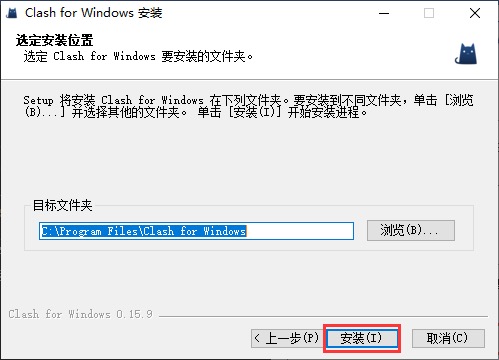 Clash for Windows 安装
选定安装位置
选定 Clash for Windows 要安装的文件夹。
Setup 将安装 Clash for Windows 在下列文件夹。要安装到不同文件夹，单击 [浏览
(B)...] 并选择其他的文件夹。 单击 [安装(I)] 开始安装进程。
目标文件夹
C:\Program Files\Clash for Windows
浏览(B)...
Clash for Windows 0.15.9
< 上一步(P)
安装(I)
取消(C)